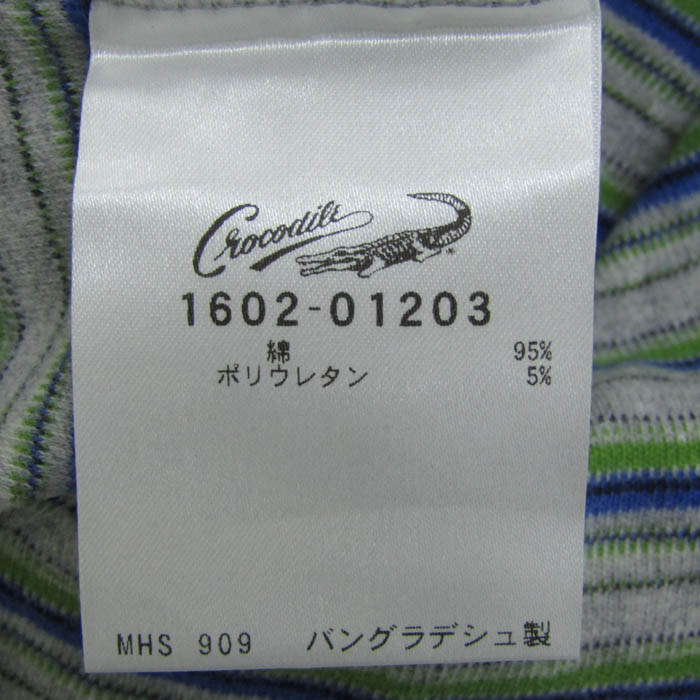 Crocodile
1602-01203
綿 95%
ポリウレタン 5%
MHS 909 バングラデシュ製